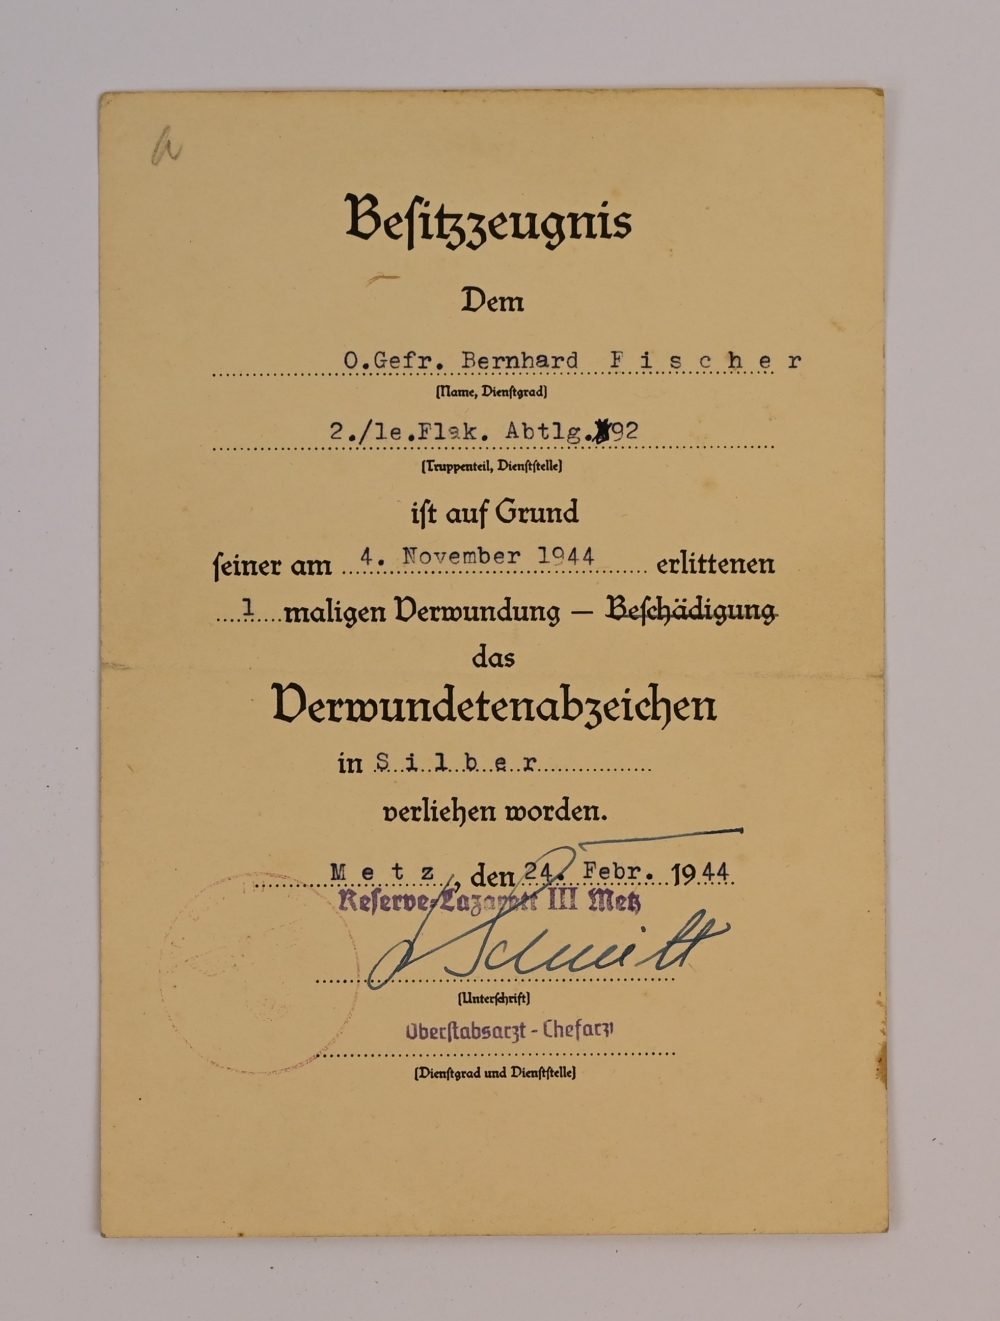 Besitzzeugnis
Dem
O.Gefr. Bernhard F i s c h e r
(Name, Dienstgrad)
2./le.Flak. Abtlg. 92
(Truppenteil, Dienststelle)
ist auf Grund
seiner am 4. November 1944 erlittenen
1 maligen Verwundung — Beschädigung
das
Verwundetenabzeichen
in S i l b e r
verliehen worden.
M e t z , den 24. Febr. 1944
Reserve-Lazarett III Metz
Schmitt
(Unterschrift)
Oberstabsarzt - Chefarzt
(Dienstgrad und Dienststelle)